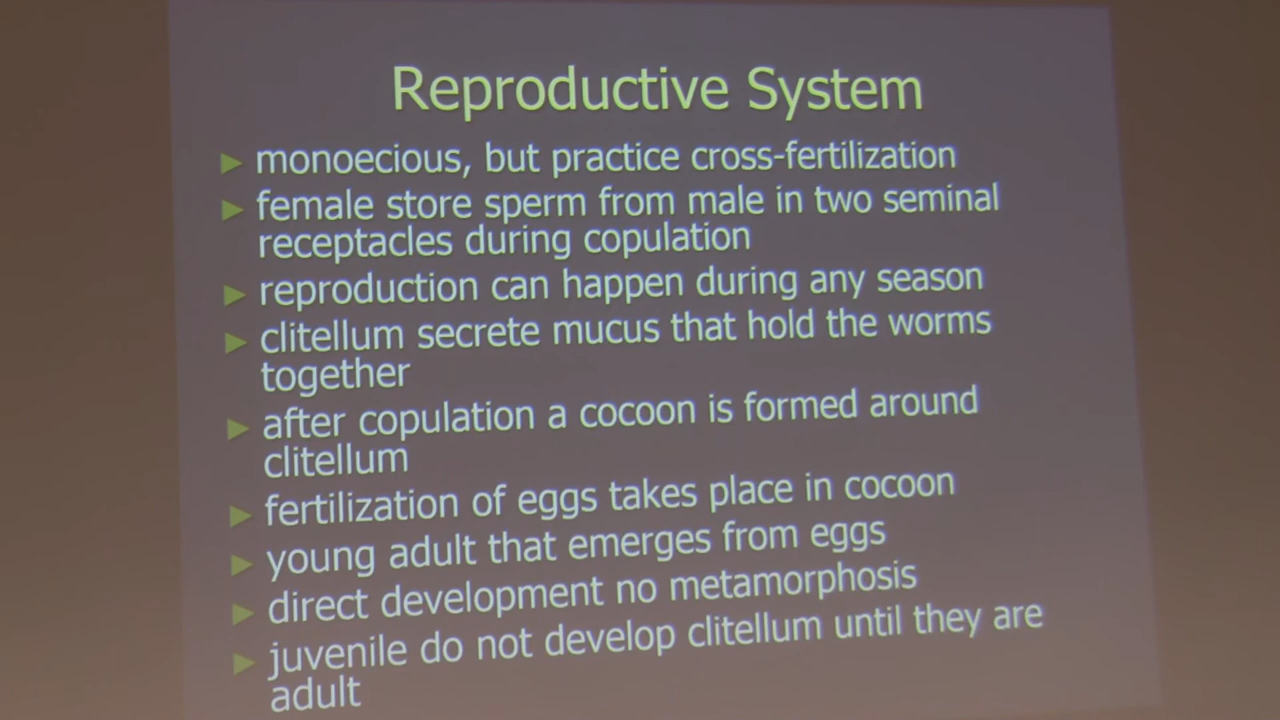 Reproductive System
► monoecious, but practice cross-fertilization
► female store sperm from male in two seminal
receptacles during copulation
► reproduction can happen during any season
► clitellum secrete mucus that hold the worms
together
► after copulation a cocoon is formed around
clitellum
► fertilization of eggs takes place in cocoon
► young adult that emerges from eggs
► direct development no metamorphosis
► juvenile do not develop clitellum until they are
adult